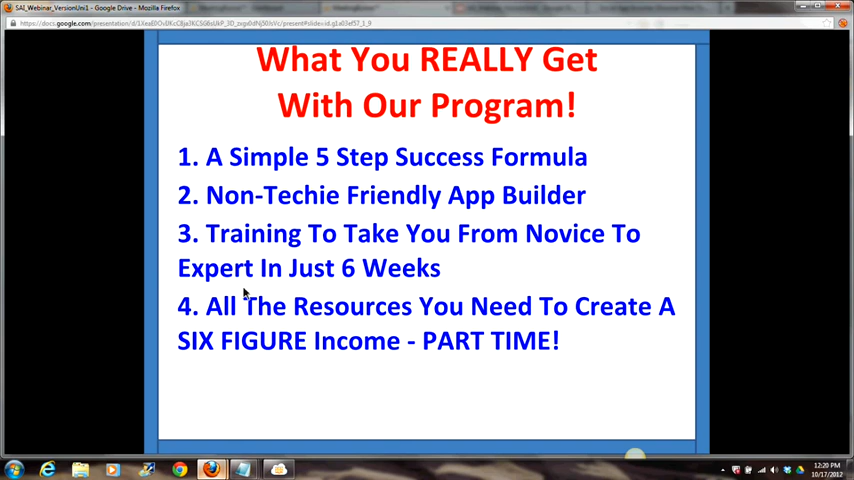 SAI_Webinar_VersionUni1 - Google Drive - Mozilla Firefox
What You REALLY Get
With Our Program!
1. A Simple 5 Step Success Formula
2. Non-Techie Friendly App Builder
3. Training To Take You From Novice To
Expert In Just 6 Weeks
4. All The Resources You Need To Create A
SIX FIGURE Income - PART TIME!
12:20 PM
10/17/2012